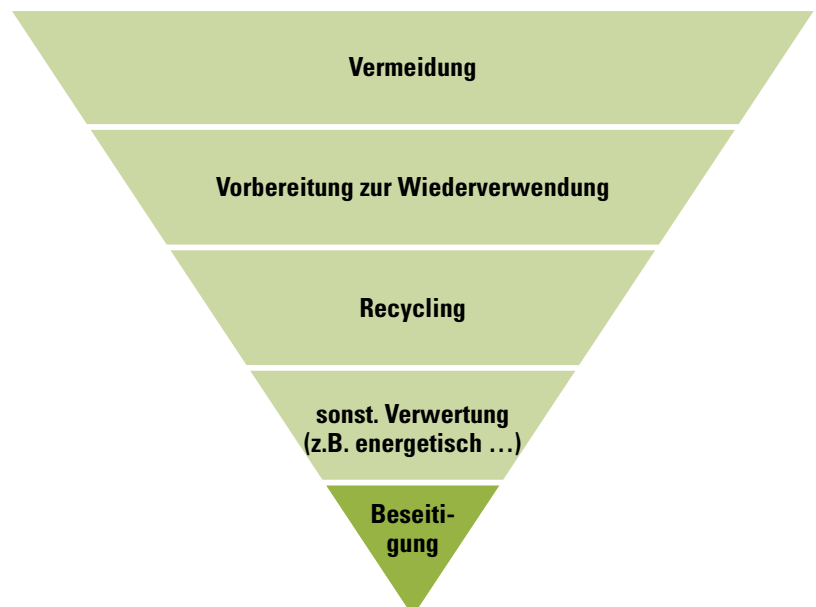 Vermeidung
Vorbereitung zur Wiederverwendung
Recycling
sonst. Verwertung
(z.B. energetisch …)
Beseiti-
gung